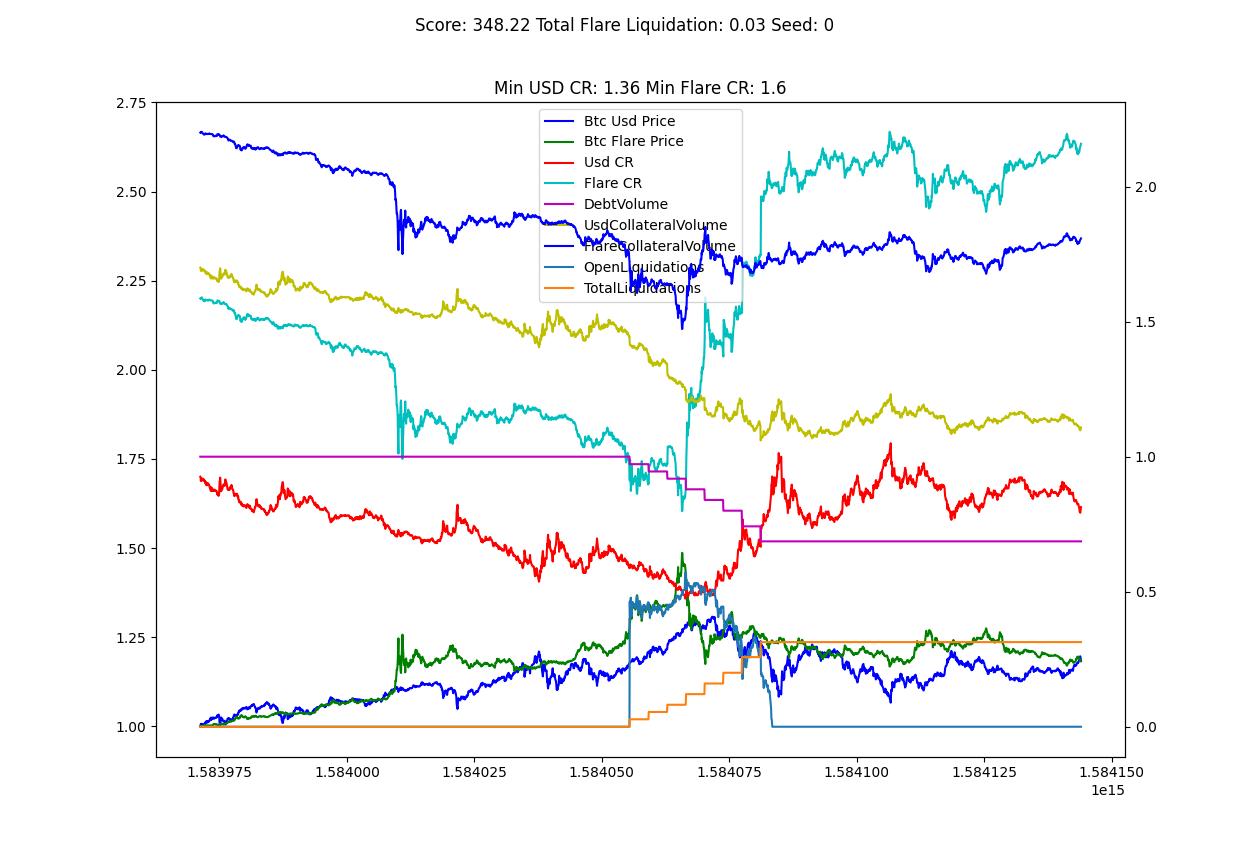 Score: 348.22 Total Flare Liquidation: 0.03 Seed: 0
Min USD CR: 1.36 Min Flare CR: 1.6
Btc Usd Price
Btc Flare Price
Usd CR
Flare CR
DebtVolume
UsdCollateralVolume
FlareCollateralVolume
OpenLiquidations
TotalLiquidations
2.75
2.50
2.25
2.00
1.75
1.50
1.25
1.00
2.0
1.5
1.0
0.5
0.0
1.583975
1.584000
1.584025
1.584050
1.584075
1.584100
1.584125
1.584150
1e15